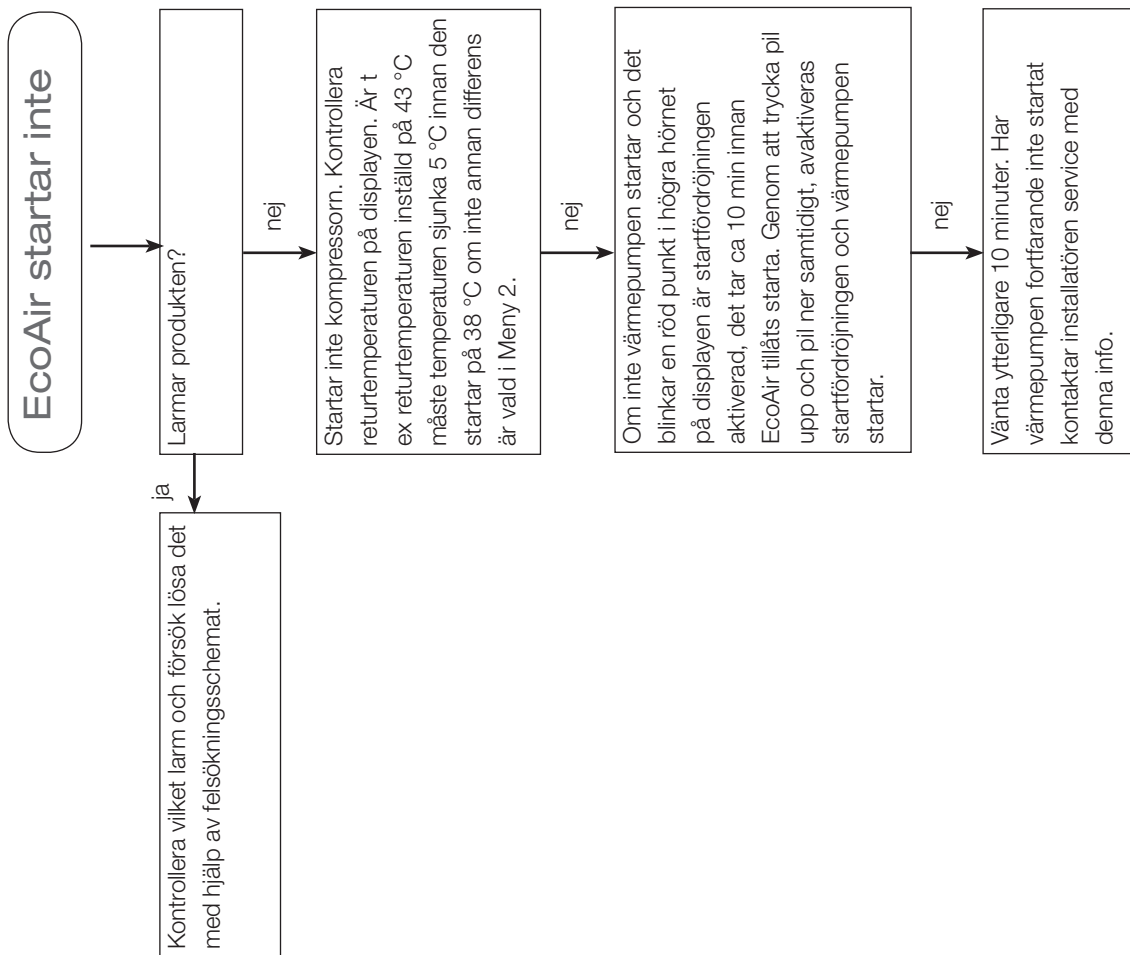 EcoAir startar inte
Larmar produkten?
ja
Kontrollera vilket larm och försök lösa det
med hjälp av felsökningsschemat.
nej
Startar inte kompressorn. Kontrollera
returtemperaturen på displayen. Är t
ex returtemperaturen inställd på 43 °C
måste temperaturen sjunka 5 °C innan den
startar på 38 °C om inte annan differens
är vald i Meny 2.
nej
Om inte värmepumpen startar och det
blinkar en röd punkt i högra hörnet
på displayen är startfördröjningen
aktiverad, det tar ca 10 min innan
EcoAir tillåts starta. Genom att trycka pil
upp och pil ner samtidigt, avaktiveras
startfördröjningen och värmepumpen
startar.
nej
Vänta ytterligare 10 minuter. Har
värmepumpen fortfarande inte startat
kontaktar installatören service med
denna info.